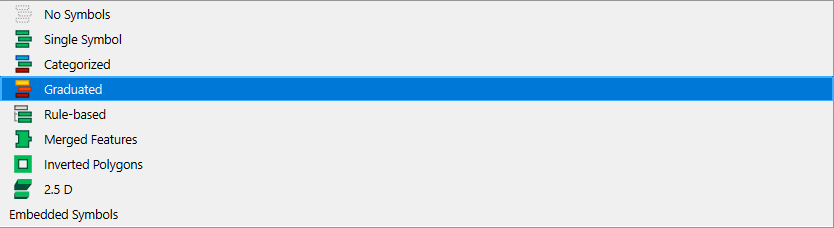 No Symbols
Single Symbol
Categorized
Graduated
Rule-based
Merged Features
Inverted Polygons
2.5 D
Embedded Symbols